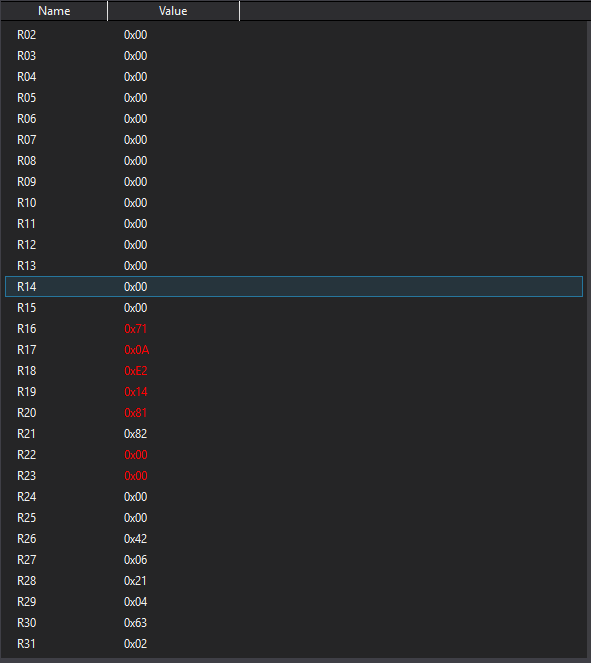 Name Value
R02 0x00
R03 0x00
R04 0x00
R05 0x00
R06 0x00
R07 0x00
R08 0x00
R09 0x00
R10 0x00
R11 0x00
R12 0x00
R13 0x00
R14 0x00
R15 0x00
R16 0x71
R17 0x0A
R18 0xE2
R19 0x14
R20 0x81
R21 0x82
R22 0x00
R23 0x00
R24 0x00
R25 0x00
R26 0x42
R27 0x06
R28 0x21
R29 0x04
R30 0x63
R31 0x02